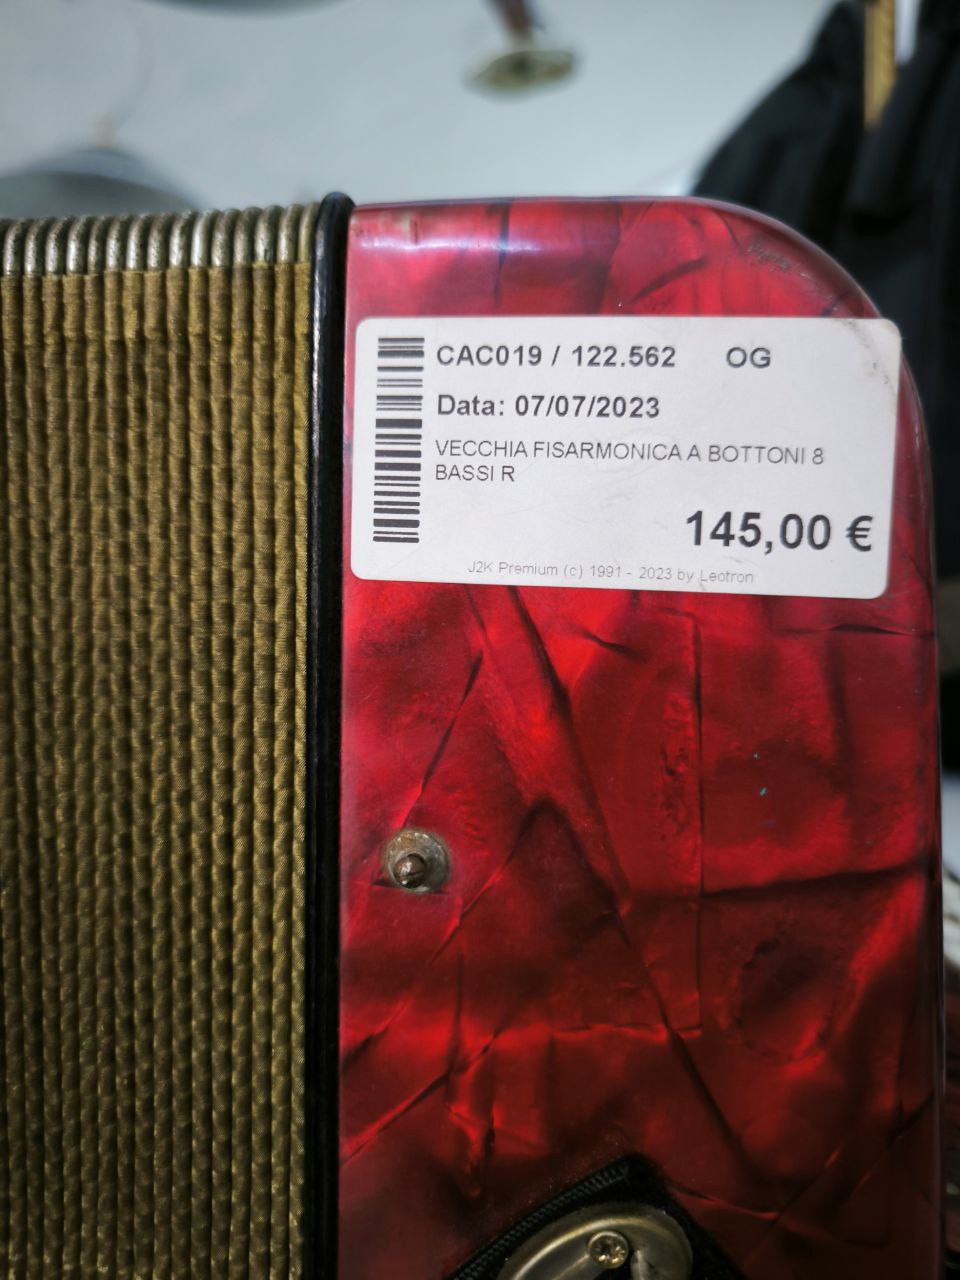 CAC019 / 122.562 OG
Data: 07/07/2023
VECCHIA FISARMONICA A BOTTONI 8
BASSI R
145,00 €
J2K Premium (c) 1991 - 2023 by Leotron